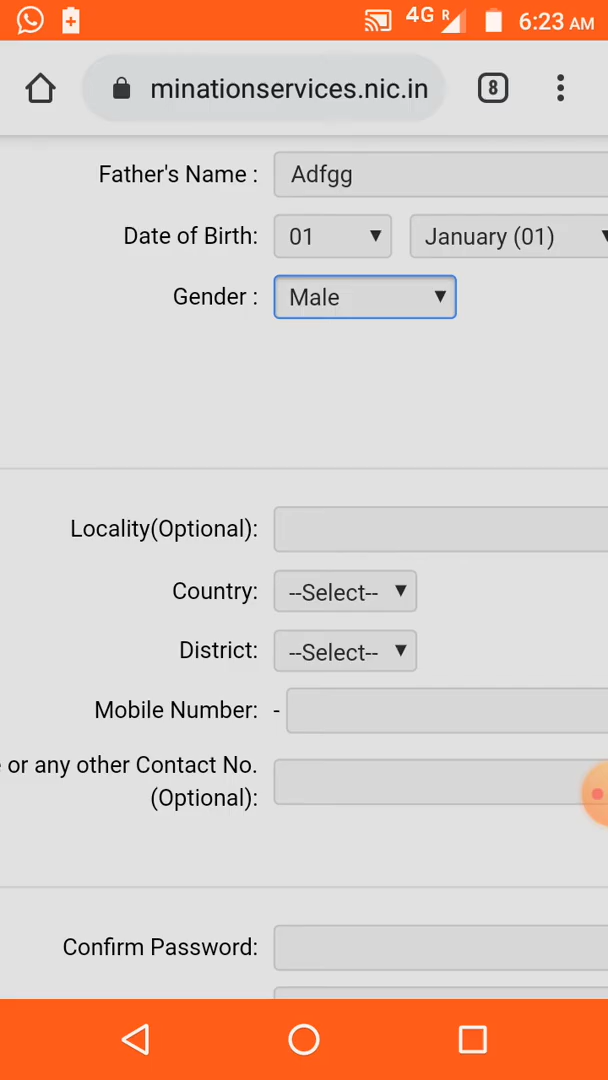 4G R 6:23 AM
minationservices.nic.in 8
Father's Name : Adfgg
Date of Birth: 01 January (01)
Gender : Male
Locality(Optional):
Country: --Select--
District: --Select--
Mobile Number: -
e or any other Contact No.
(Optional):
Confirm Password: